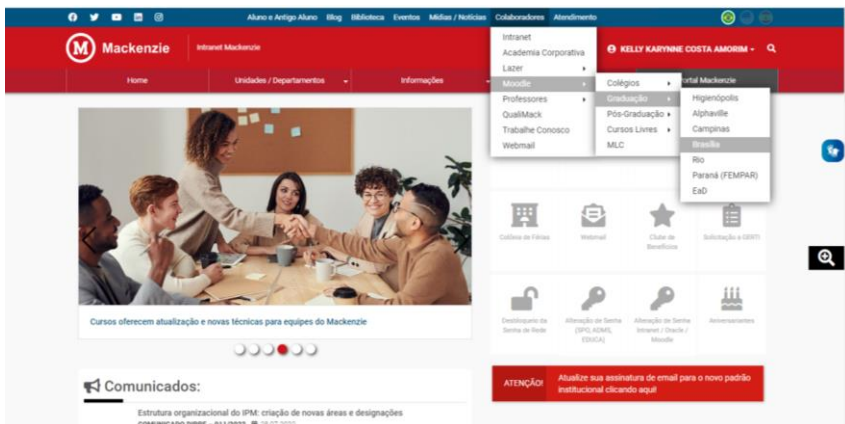 Aluno e Antigo Aluno Blog Biblioteca Eventos Mídias / Notícias Colaboradores Atendimento
M Mackenzie
Intranet Mackenzie
KELLY KARYNNE COSTA AMORIM
Home Unidades / Departamentos Informações
Portal Mackenzie
Intranet
Academia Corporativa
Lazer
Moodle
Professores
QualiMack
Trabalhe Conosco
Webmail
Colégios
Graduação
Pós-Graduação
Cursos Livres
MLC
Higienópolis
Alphaville
Campinas
Brasília
Rio
Paraná (FEMPAR)
EaD
Colônia de Férias
Webmail
Clube de
Benefícios
Solicitação a GERTI
Desbloqueio da
Senha de Rede
Alteração de Senha
(SPO, ADMS,
EDUCA)
Alteração de Senha
Intranet / Oracle /
Moodle
Aniversariantes
Cursos oferecem atualização e novas técnicas para equipes do Mackenzie
Comunicados:
ATENÇÃO!
Atualize sua assinatura de email para o novo padrão
institucional clicando aqui!
Estrutura organizacional do IPM: criação de novas áreas e designações